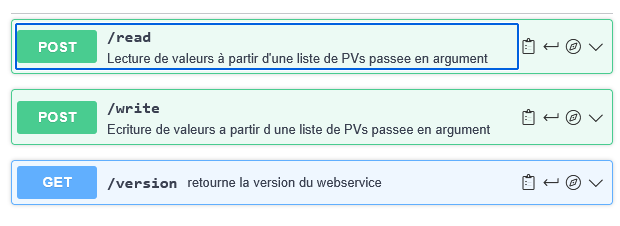 POST /read
Lecture de valeurs à partir d'une liste de PVs passee en argument
POST /write
Ecriture de valeurs a partir d une liste de PVs passee en argument
GET /version retourne la version du webservice